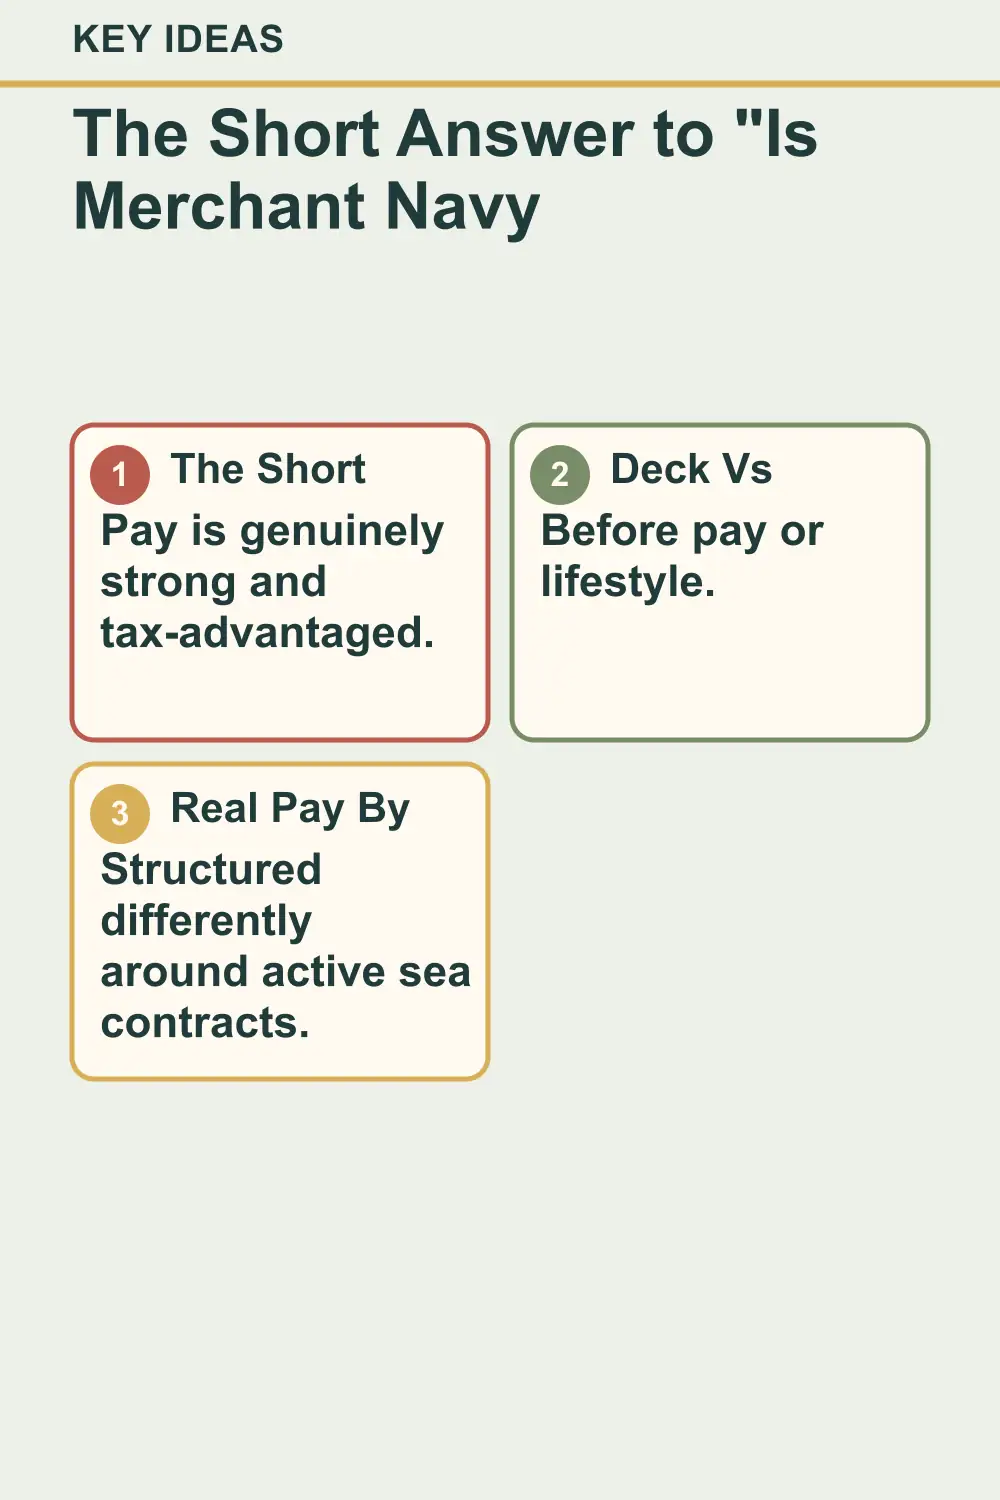 KEY IDEAS
The Short Answer to "Is
Merchant Navy
1 The Short
Pay is genuinely
strong and
tax-advantaged.
2 Deck Vs
Before pay or
lifestyle.
3 Real Pay By
Structured
differently
around active sea
contracts.